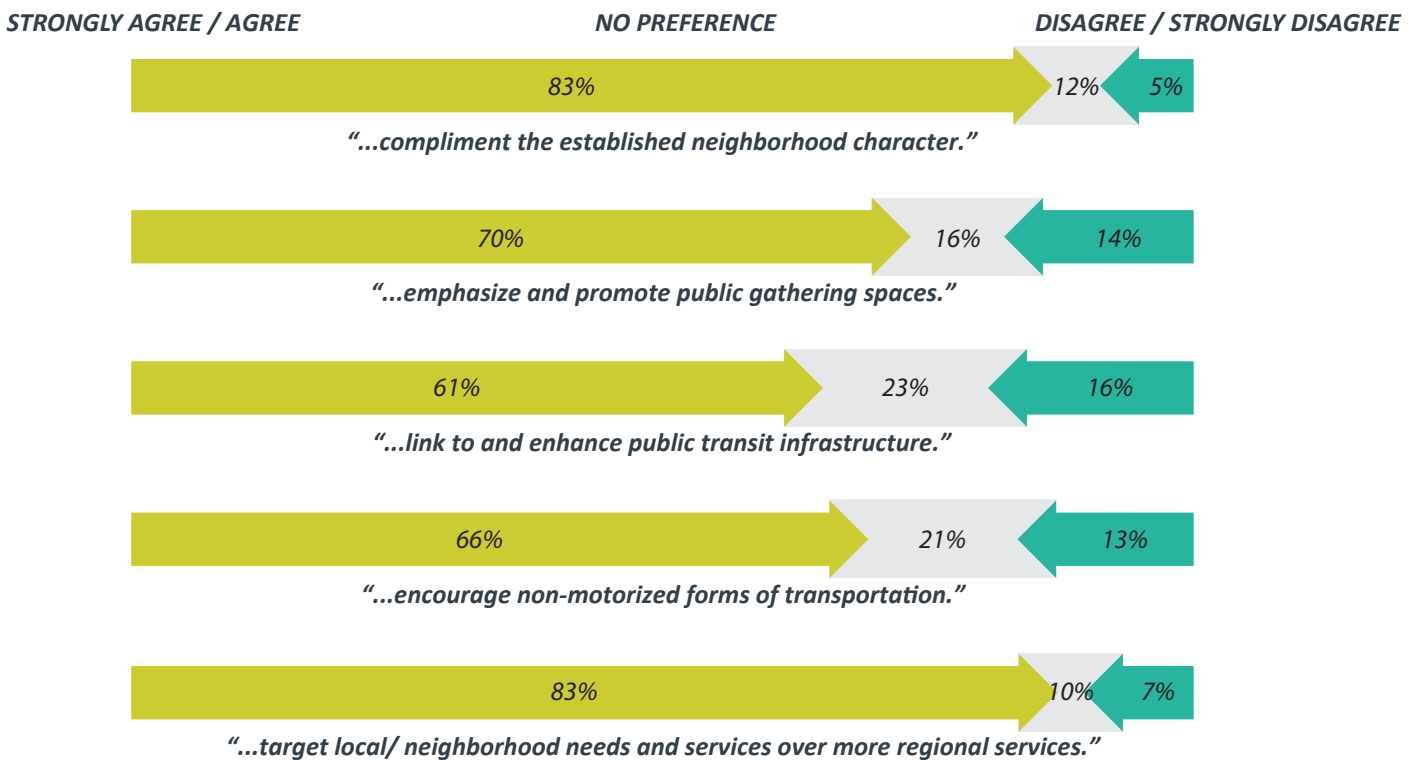 STRONGLY AGREE / AGREE NO PREFERENCE DISAGREE / STRONGLY DISAGREE
83% 12% 5%
“...compliment the established neighborhood character.”
70% 16% 14%
“...emphasize and promote public gathering spaces.”
61% 23% 16%
“...link to and enhance public transit infrastructure.”
66% 21% 13%
“...encourage non-motorized forms of transportation.”
83% 10% 7%
“...target local/ neighborhood needs and services over more regional services.”